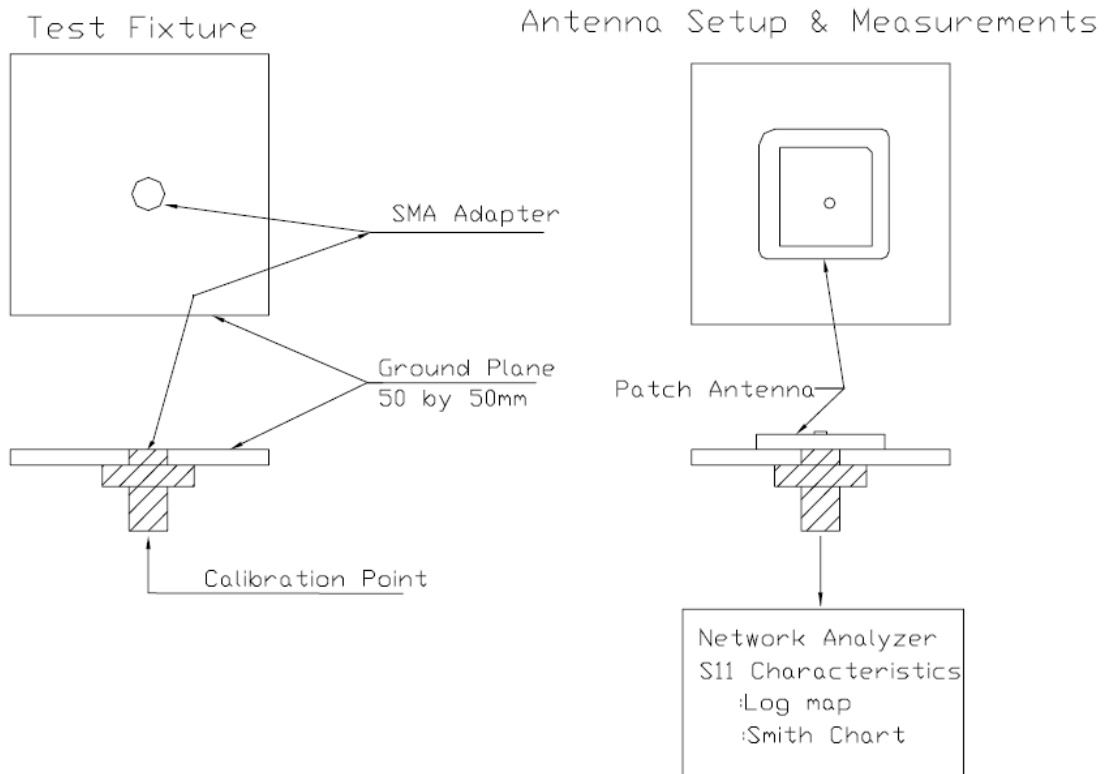 Test Fixture
Antenna Setup & Measurements
SMA Adapter
Ground Plane
50 by 50mm
Patch Antenna
Calibration Point
Network Analyzer
S11 Characteristics
:Log map
:Smith Chart